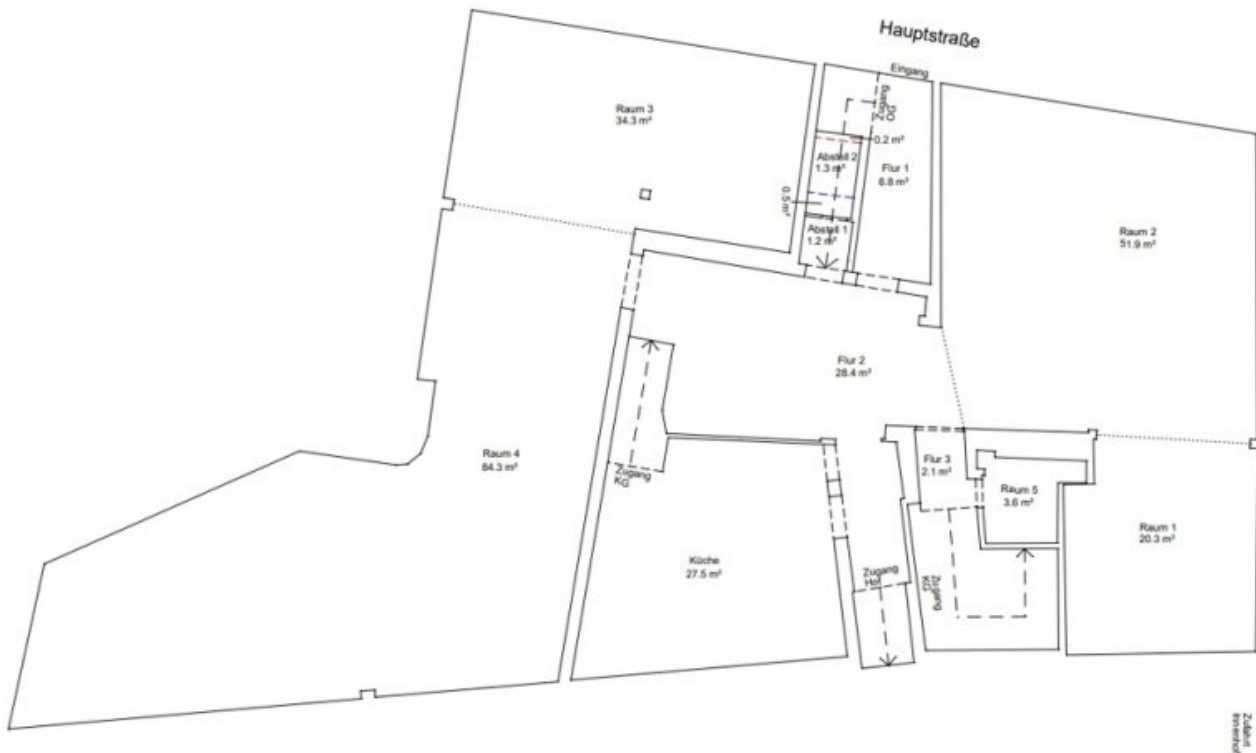 Hauptstraße
Eingang
Zugang
OG
Raum 3
34.3 m²
0.2 m²
Abstell 2
1.3 m²
Flur 1
6.8 m²
0.5 m²
Abstell 1
1.2 m²
Raum 2
51.9 m²
Flur 2
28.4 m²
Raum 4
84.3 m²
Zugang
KG
Flur 3
2.1 m²
Raum 5
3.6 m²
Raum 1
20.3 m²
Küche
27.5 m²
Zugang
Hof
Zugang
KG
Innenhof